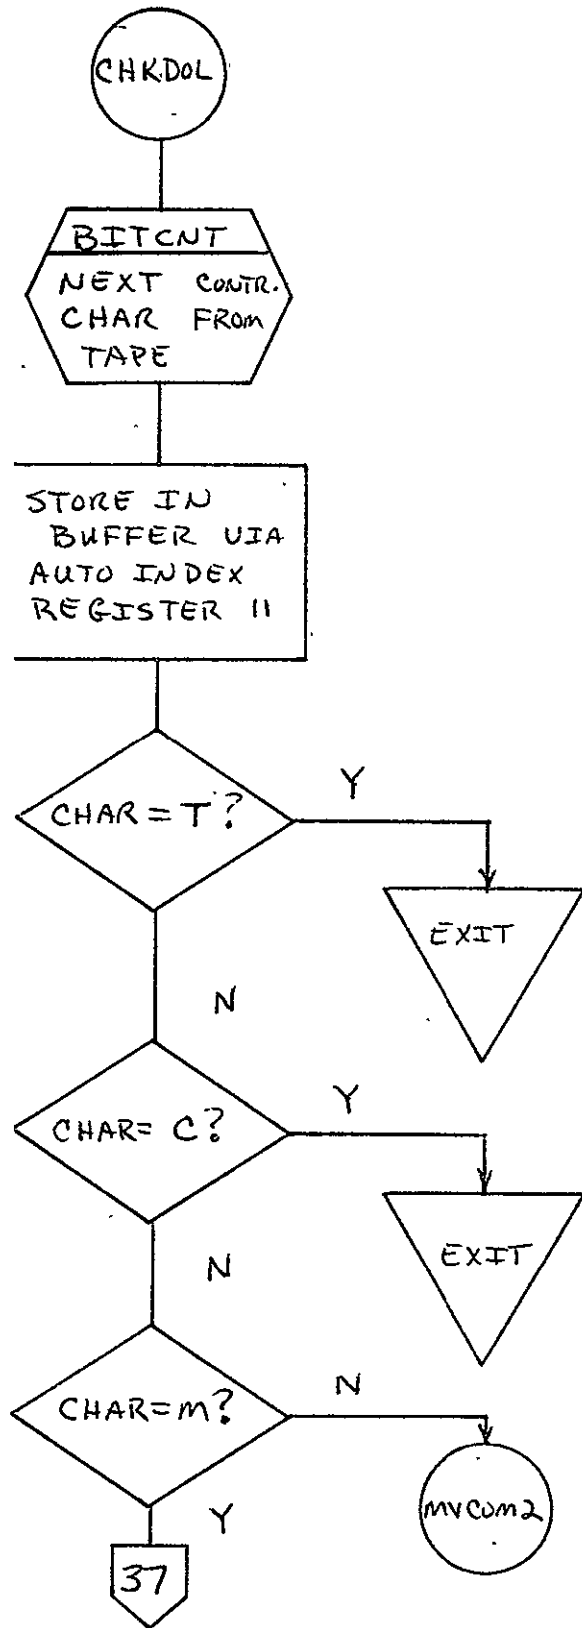 CHKDOL
BITCNT
NEXT CONTR.
CHAR FROM
TAPE
STORE IN
BUFFER VIA
AUTO INDEX
REGISTER 11
CHAR = T?
Y
EXIT
N
CHAR= C?
Y
EXIT
N
CHAR=M?
N
MVCOM2
Y
37